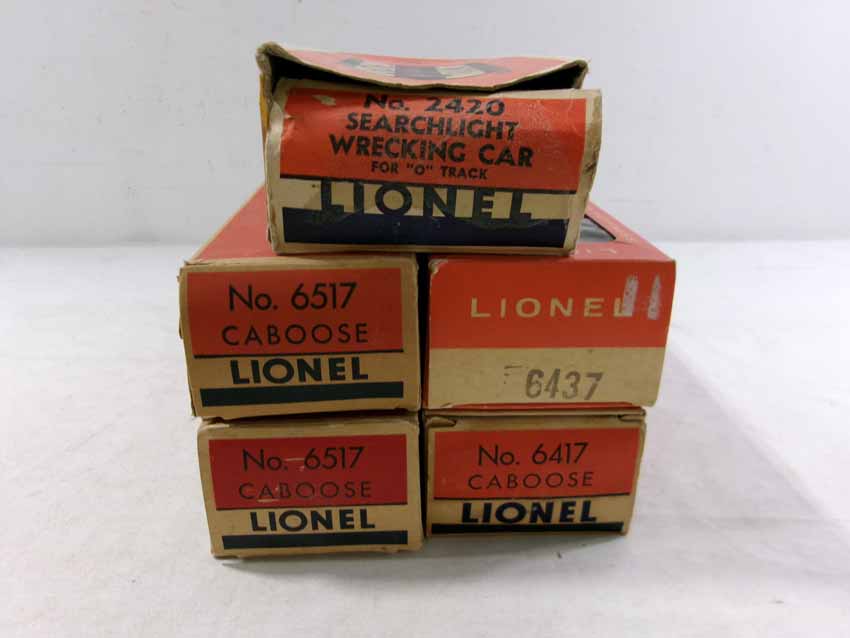 No. 2420
SEARCHLIGHT
WRECKING CAR
FOR "O" TRACK
LIONEL
No. 6517
CABOOSE
LIONEL
LIONEL
6437
No. 6517
CABOOSE
LIONEL
No. 6417
CABOOSE
LIONEL